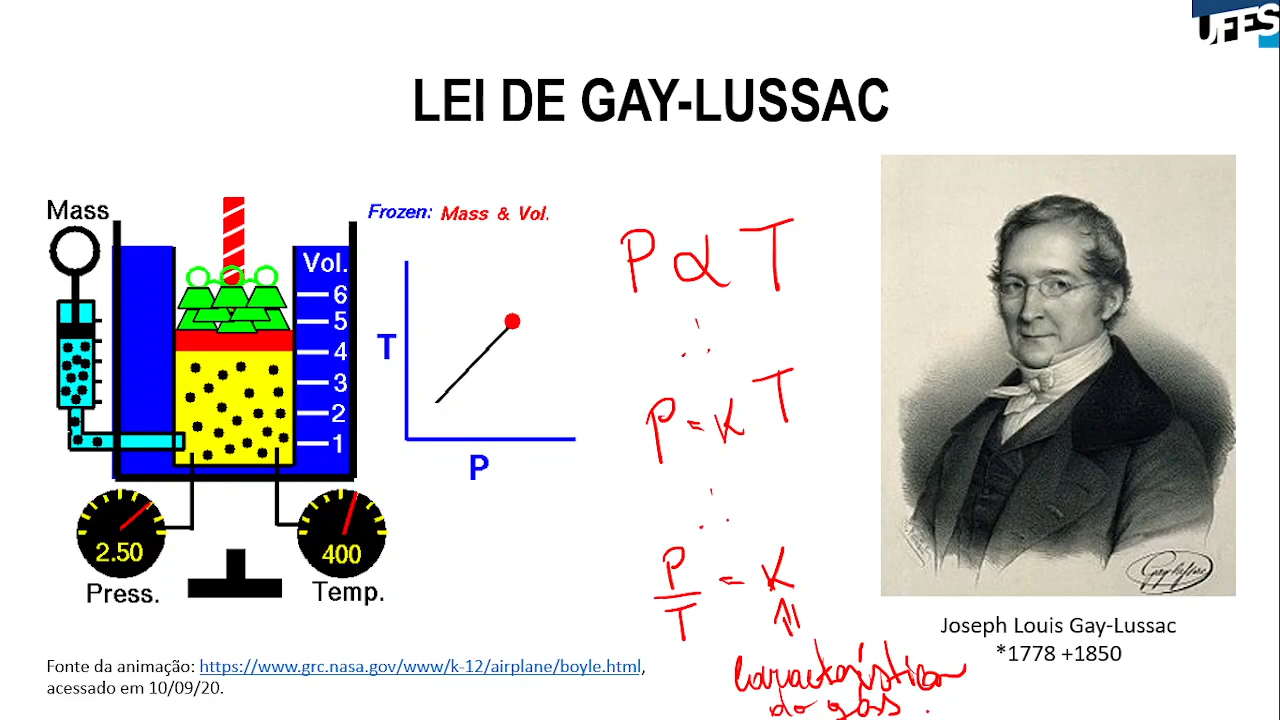 UFES
LEI DE GAY-LUSSAC
Mass
Frozen: Mass & Vol.
Vol.
6
5
4
3
2
1
T
P
2.50
400
Press.
Temp.
P ∝ T
∴
P = K T
∴
P/T = K
⇑
Característica
do gás.
Gay-Lussac
Joseph Louis Gay-Lussac
*1778 +1850
Fonte da animação: https://www.grc.nasa.gov/www/k-12/airplane/boyle.html,
acessado em 10/09/20.